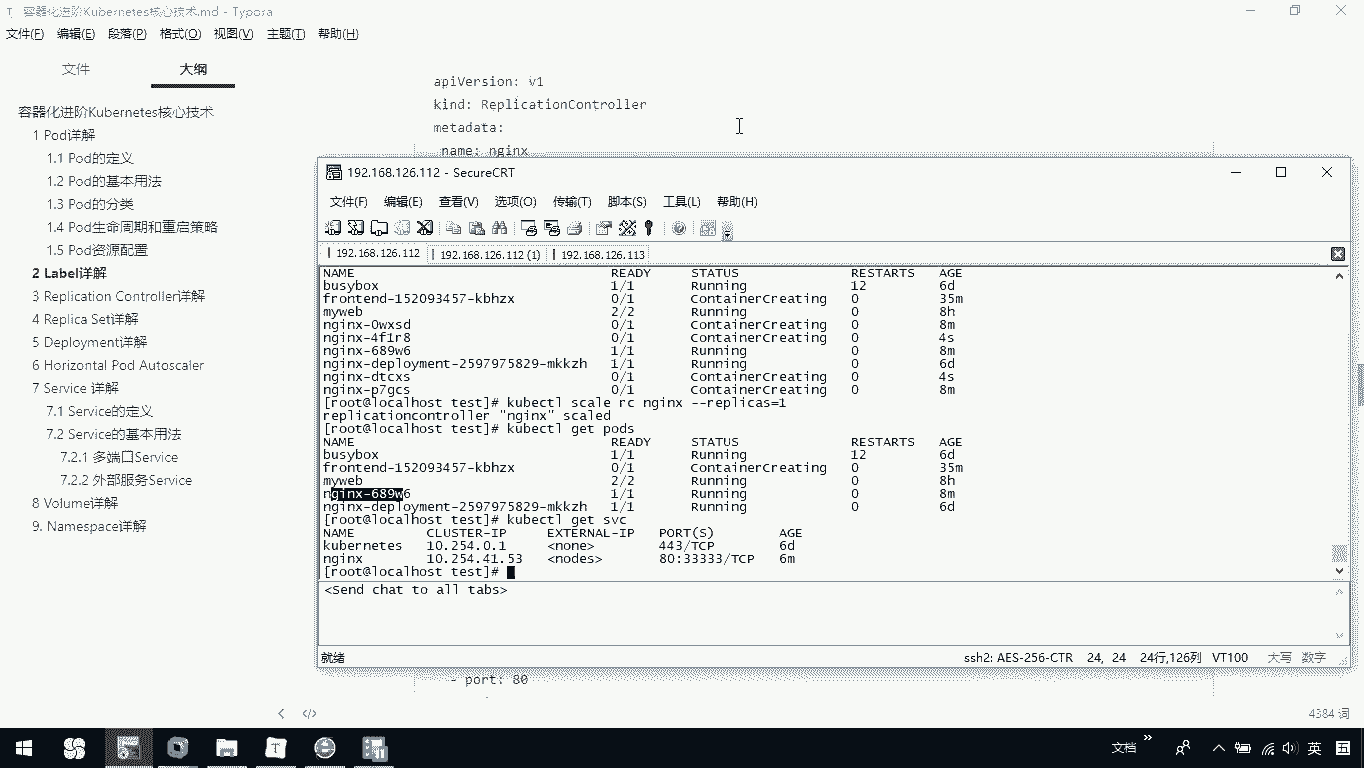 容器化进阶Kubernetes核心技术.md - Typora
文件(F) 编辑(E) 段落(P) 格式(O) 视图(V) 主题(T) 帮助(H)
文件 大纲
容器化进阶Kubernetes核心技术
1 Pod详解
1.1 Pod的定义
1.2 Pod的基本用法
1.3 Pod的分类
1.4 Pod生命周期和重启策略
1.5 Pod资源配置
2 Label详解
3 Replication Controller详解
4 Replica Set详解
5 Deployment详解
6 Horizontal Pod Autoscaler
7 Service 详解
7.1 Service的定义
7.2 Service的基本用法
7.2.1 多端口Service
7.2.2 外部服务Service
8 Volume详解
9. Namespace详解
apiVersion: v1
kind: ReplicationController
metadata:
name: nginx
192.168.126.112 - SecureCRT
文件(F) 编辑(E) 查看(V) 选项(O) 传输(T) 脚本(S) 工具(L) 帮助(H)
192.168.126.112 192.168.126.112 (1) 192.168.126.113
NAME READY STATUS RESTARTS AGE
busybox 1/1 Running 12 6d
frontend-152093457-kbhzx 0/1 ContainerCreating 0 35m
myweb 2/2 Running 0 8h
nginx-0wxsd 0/1 ContainerCreating 0 8m
nginx-4f1r8 0/1 ContainerCreating 0 4s
nginx-689w6 1/1 Running 0 8m
nginx-deployment-2597975829-mkkzh 1/1 Running 0 6d
nginx-dtcxs 0/1 ContainerCreating 0 4s
nginx-p7gcs 0/1 ContainerCreating 0 8m
[root@localhost test]# kubectl scale rc nginx --replicas=1
replicationcontroller "nginx" scaled
[root@localhost test]# kubectl get pods
NAME READY STATUS RESTARTS AGE
busybox 1/1 Running 12 6d
frontend-152093457-kbhzx 0/1 ContainerCreating 0 35m
myweb 2/2 Running 0 8h
nginx-689w6 1/1 Running 0 8m
nginx-deployment-2597975829-mkkzh 1/1 Running 0 6d
[root@localhost test]# kubectl get svc
NAME CLUSTER-IP EXTERNAL-IP PORT(S) AGE
kubernetes 10.254.0.1 <none> 443/TCP 6d
nginx 10.254.41.53 <nodes> 80:33333/TCP 6m
[root@localhost test]#
<Send chat to all tabs>
就绪 ssh2: AES-256-CTR 24, 24 24行,126列 VT100 大写 数字
- port: 80
4384 词
文档 英 五